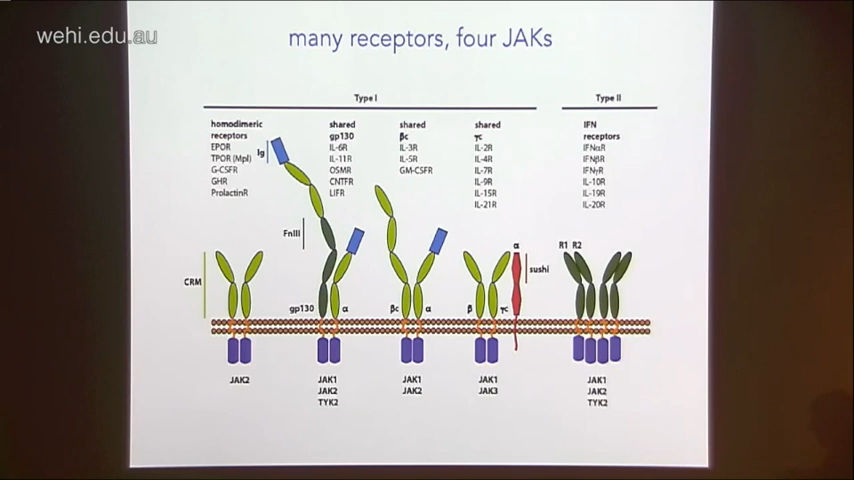 wehi.edu.au
many receptors, four JAKs
Type I
Type II
homodimeric
receptors
EPOR
TPOR (Mpl)
G-CSFR
GHR
ProlactinR
Ig
shared
gp130
IL-6R
IL-11R
OSMR
CNTFR
LIFR
shared
βc
IL-3R
IL-5R
GM-CSFR
shared
γc
IL-2R
IL-4R
IL-7R
IL-9R
IL-15R
IL-21R
IFN
receptors
IFNαR
IFNβR
IFNγR
IL-10R
IL-19R
IL-20R
FnIII
α
R1 R2
sushi
CRM
gp130
α
βc
α
β
γc
JAK2
JAK1
JAK2
TYK2
JAK1
JAK2
JAK1
JAK3
JAK1
JAK2
TYK2